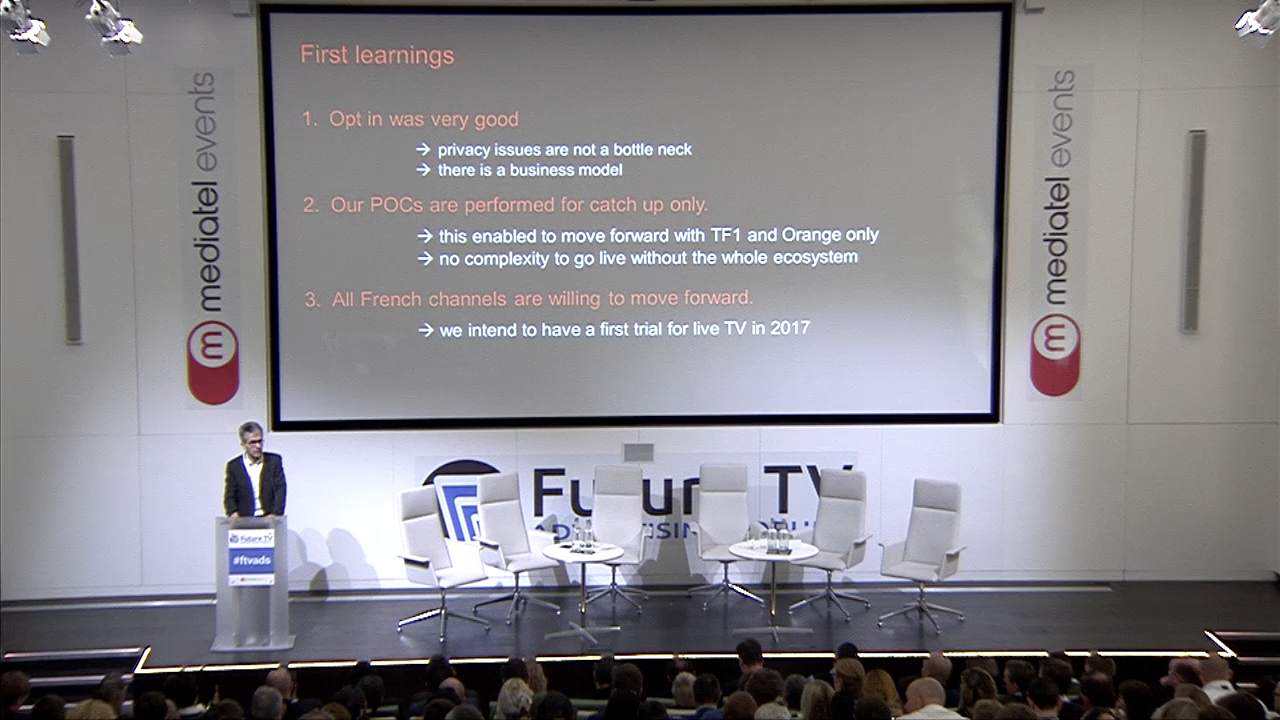 First learnings
1. Opt in was very good
→ privacy issues are not a bottle neck
→ there is a business model
2. Our POCs are performed for catch up only.
→ this enabled to move forward with TF1 and Orange only
→ no complexity to go live without the whole ecosystem
3. All French channels are willing to move forward.
→ we intend to have a first trial for live TV in 2017
m mediatel events
m mediatel events
Future TV
Future TV
#ftvads